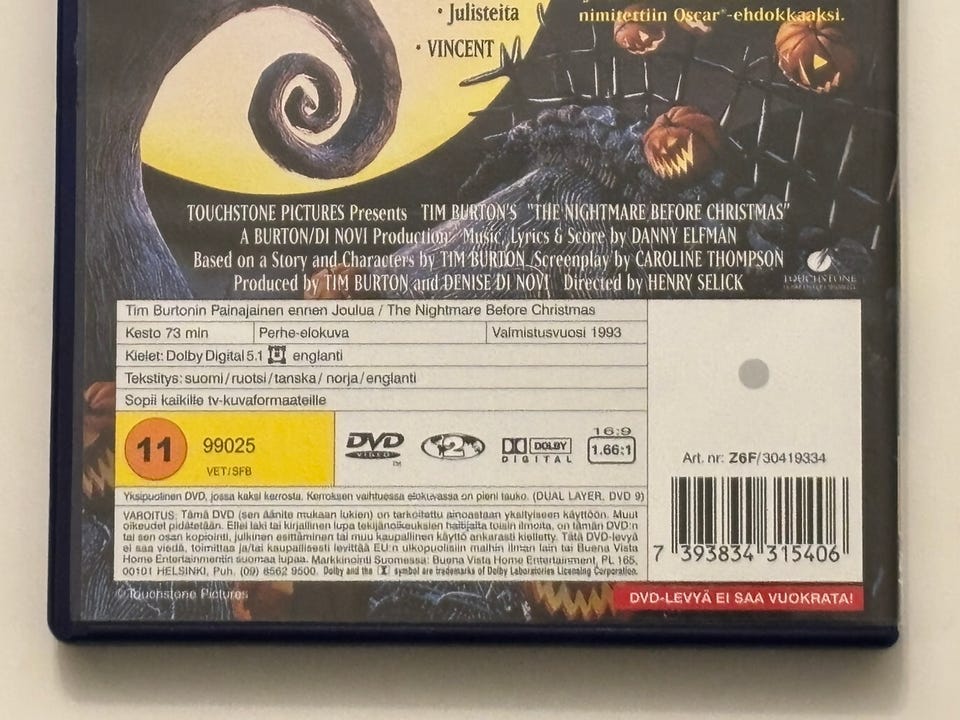 · Julisteita
nimitettiin Oscar®-ehdokkaaksi.
· VINCENT
TOUCHSTONE PICTURES Presents TIM BURTON'S "THE NIGHTMARE BEFORE CHRISTMAS"
A BURTON/DI NOVI Production Music, Lyrics & Score by DANNY ELFMAN
Based on a Story and Characters by TIM BURTON Screenplay by CAROLINE THOMPSON
Produced by TIM BURTON and DENISE DI NOVI Directed by HENRY SELICK
TOUCHSTONE
Tim Burtonin Painajainen ennen Joulua / The Nightmare Before Christmas
Kesto 73 min Perhe-elokuva Valmistusvuosi 1993
Kielet: Dolby Digital 5.1 englanti
Tekstitys: suomi/ruotsi/tanska/norja/englanti
Sopii kaikille tv-kuvaformaateille
11 99025
VET/SFB
DVD
VIDEO
TM
2
DOLBY
DIGITAL
16:9
1.66:1
Art. nr: Z6F/30419334
Yksipuolinen DVD, jossa kaksi kerrosta. Kerroksen vaihtuessa elokuvassa on pieni tauko. (DUAL LAYER, DVD 9)
VAROITUS: Tämä DVD (sen äänite mukaan lukien) on tarkoitettu ainoastaan yksityiseen käyttöön. Muut
oikeudet pidätetään. Ellei laki tai kirjallinen lupa tekijänoikeuksien haltijalta toisin ilmoita, on tämän DVD:n
tai sen osan kopiointi, julkinen esittäminen tai muu kaupallinen käyttö ankarasti kielletty. Tätä DVD-levyä
ei saa viedä, toimittaa ja/tai kaupallisesti levittää EU:n ulkopuolisiin maihin ilman lain tai Buena Vista
Home Entertainmentin suomaa lupaa. Markkinointi Suomessa: Buena Vista Home Entertainment, PL 165,
00101 HELSINKI, Puh. (09) 8562 9500. Dolby and the symbol are trademarks of Dolby Laboratories Licensing Corporation.
7 393834 315406
© Touchstone Pictures
DVD-LEVYÄ EI SAA VUOKRATA!